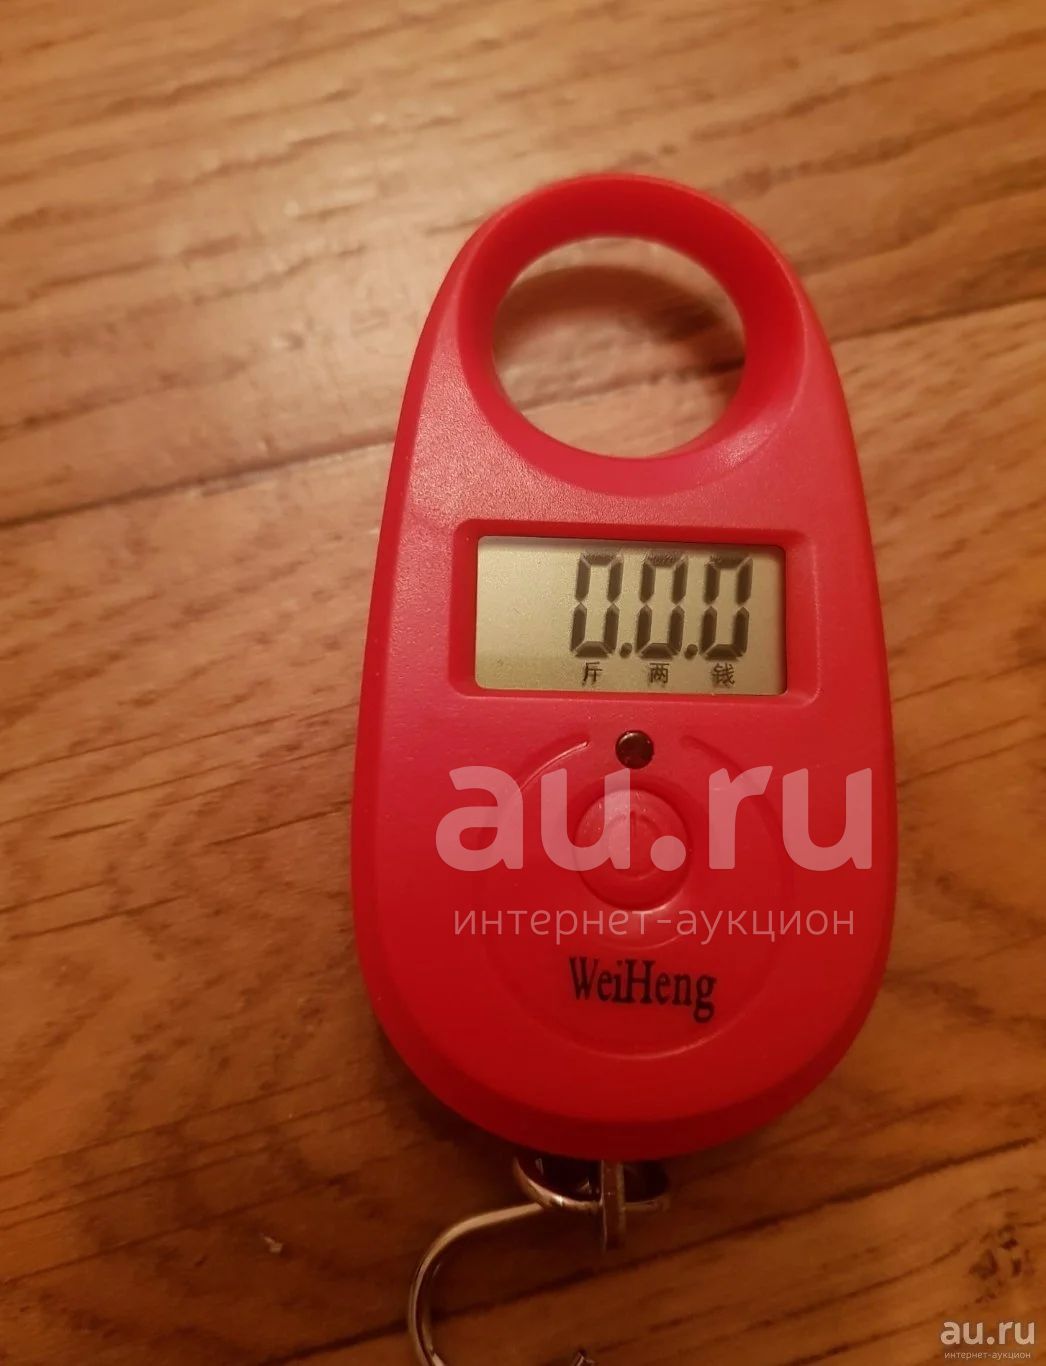 0.0.0
斤 两 钱
au.ru
интернет-аукцион
WeiHeng
au.ru
интернет-аукцион